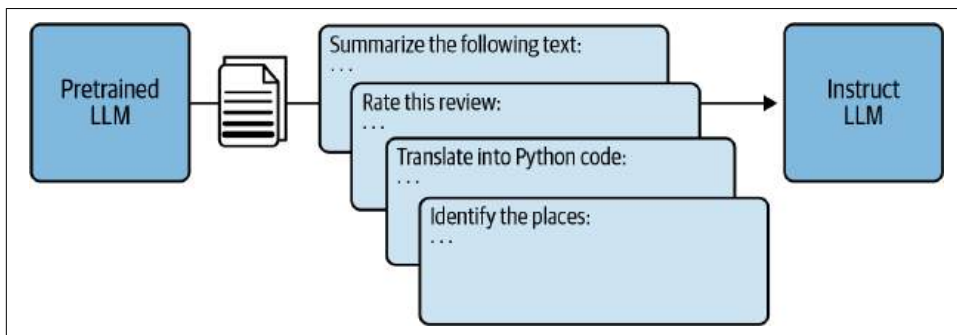 Pretrained
LLM
Summarize the following text:
. . .
Rate this review:
. . .
Translate into Python code:
. . .
Identify the places:
. . .
Instruct
LLM